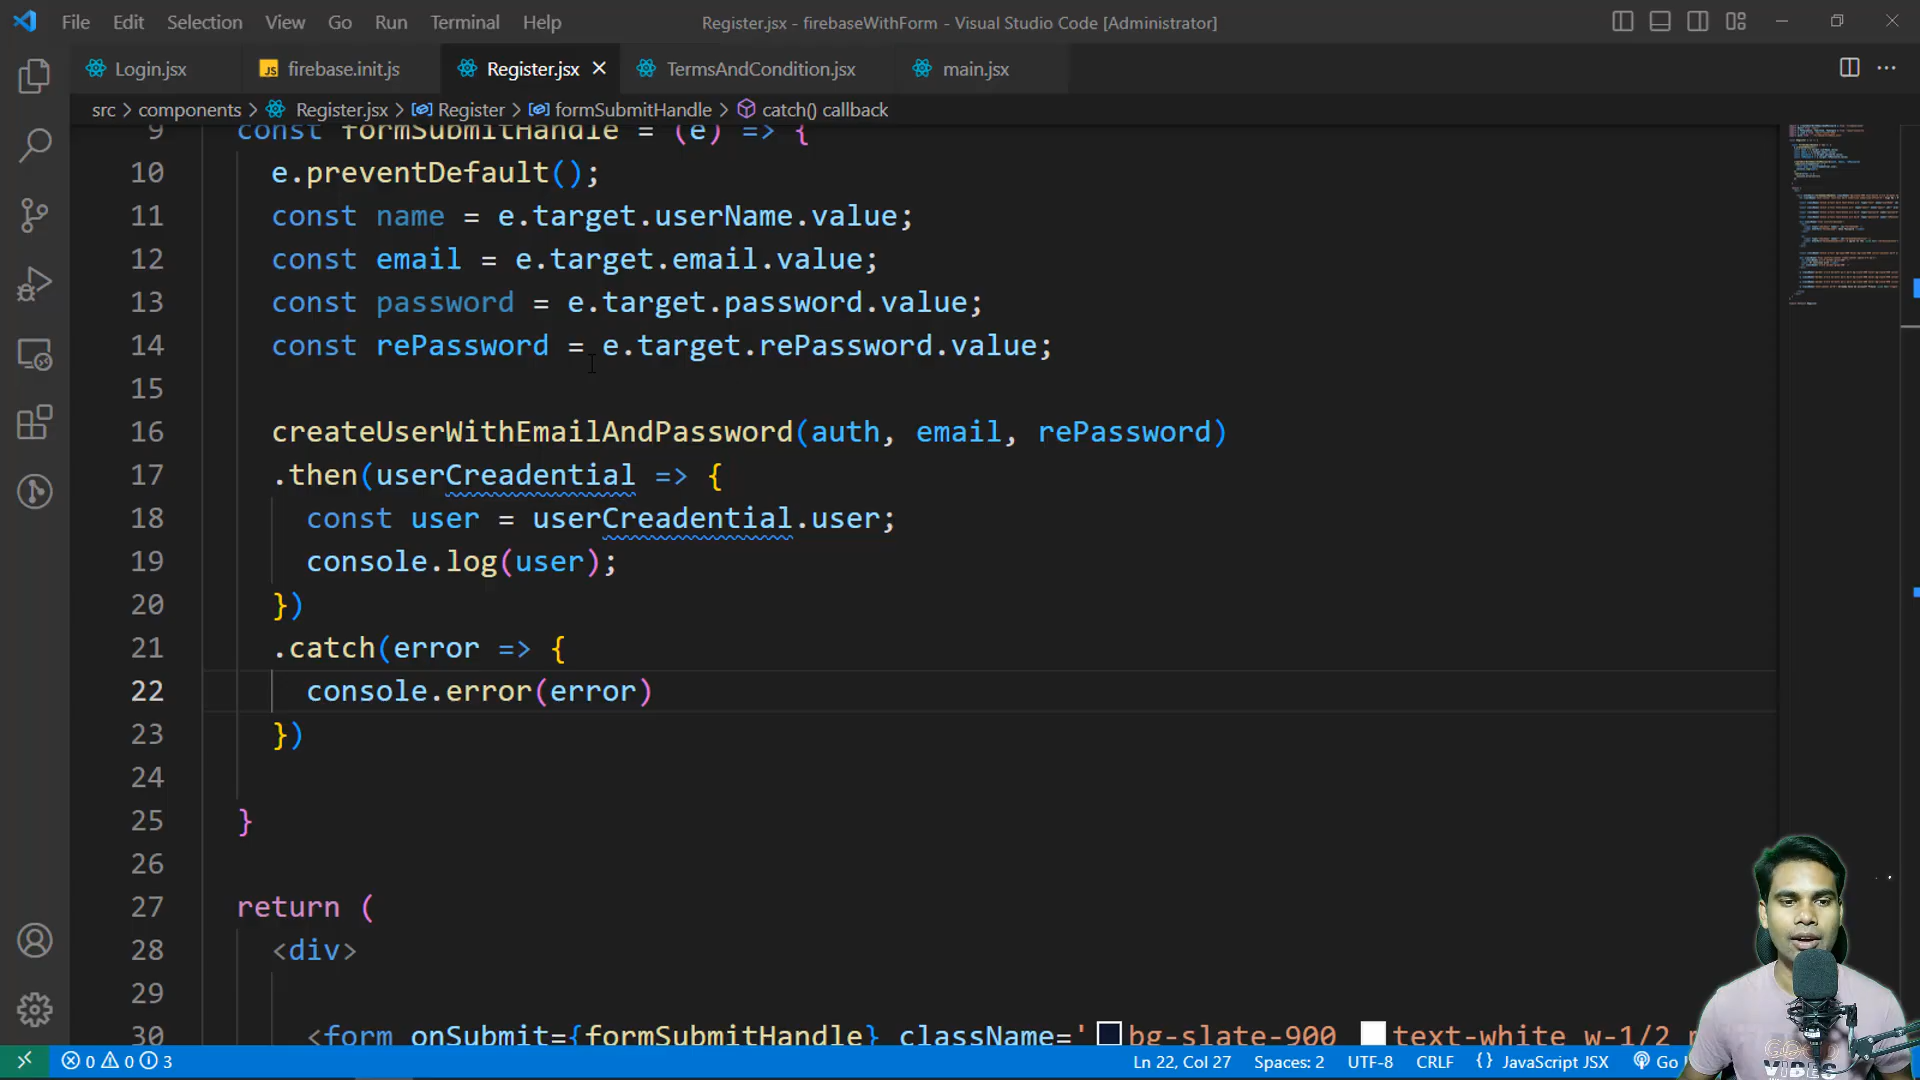 File Edit Selection View Go Run Terminal Help Register.jsx - firebaseWithForm - Visual Studio Code [Administrator]
Login.jsx JS firebase.init.js Register.jsx TermsAndCondition.jsx main.jsx
src > components > Register.jsx > Register > formSubmitHandle > catch() callback
9 const formSubmitHandle = (e) => {
10 e.preventDefault();
11 const name = e.target.userName.value;
12 const email = e.target.email.value;
13 const password = e.target.password.value;
14 const rePassword = e.target.rePassword.value;
15
16 createUserWithEmailAndPassword(auth, email, rePassword)
17 .then(userCreadential => {
18 const user = userCreadential.user;
19 console.log(user);
20 })
21 .catch(error => {
22 console.error(error)
23 })
24
25 }
26
27 return (
28 <div>
29
30 <form onSubmit={formSubmitHandle} className='bg-slate-900 text-white w-1/2
0 0 3 Ln 22, Col 27 Spaces: 2 UTF-8 CRLF {} JavaScript JSX Go
VIBES